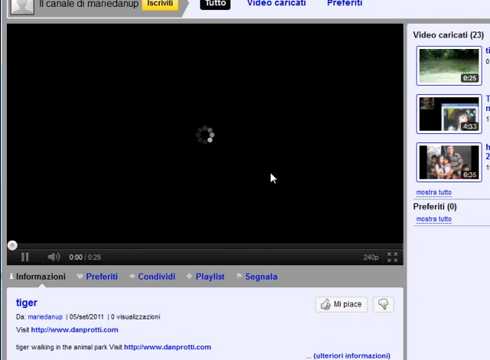 Il canale di mariedanup Iscriviti Tutto Video caricati Preferiti
Video caricati (23)
0:26
4:33
6:35
mostra tutto
Preferiti (0)
mostra tutto
0:00 / 0:26 240p
Informazioni Preferiti Condividi Playlist Segnala
tiger
Mi piace
Da: mariedanup | 05/set/2011 | 0 visualizzazioni
Visit http://www.danprotti.com
tiger walking in the animal park Visit http://www.danprotti.com
... (ulteriori informazioni)